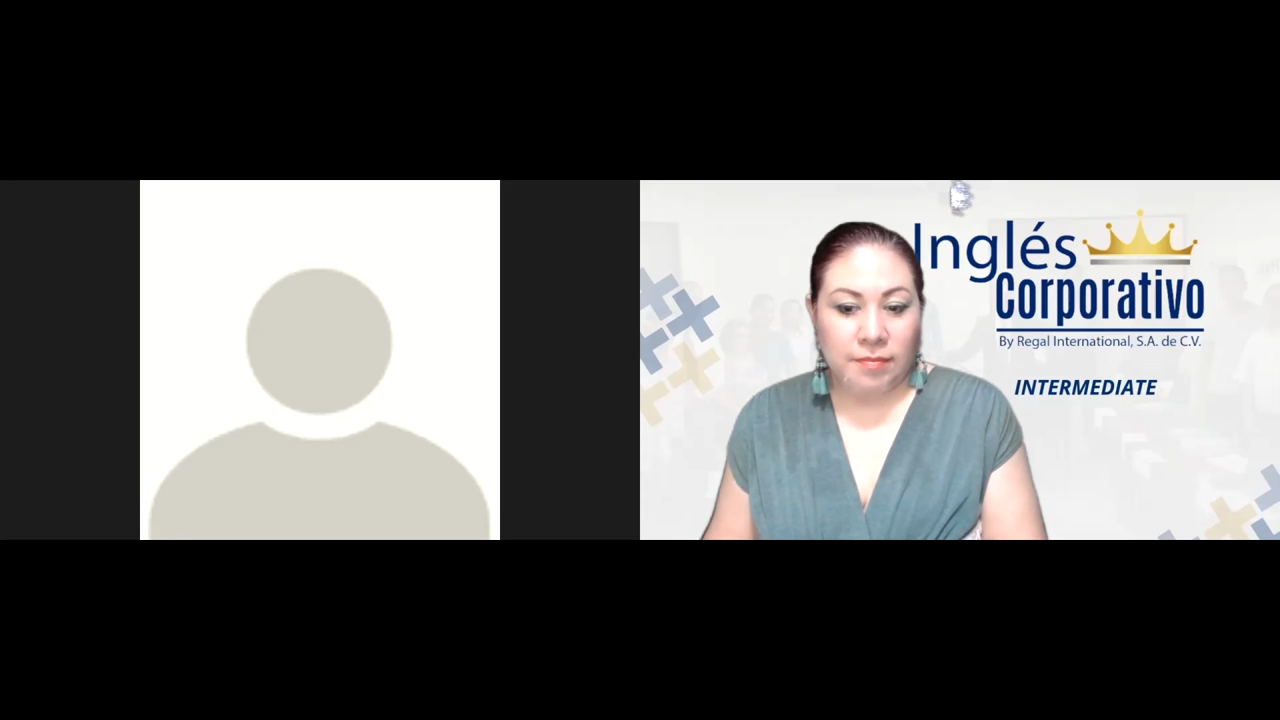 Inglés
Corporativo
By Regal International, S.A. de C.V.
INTERMEDIATE